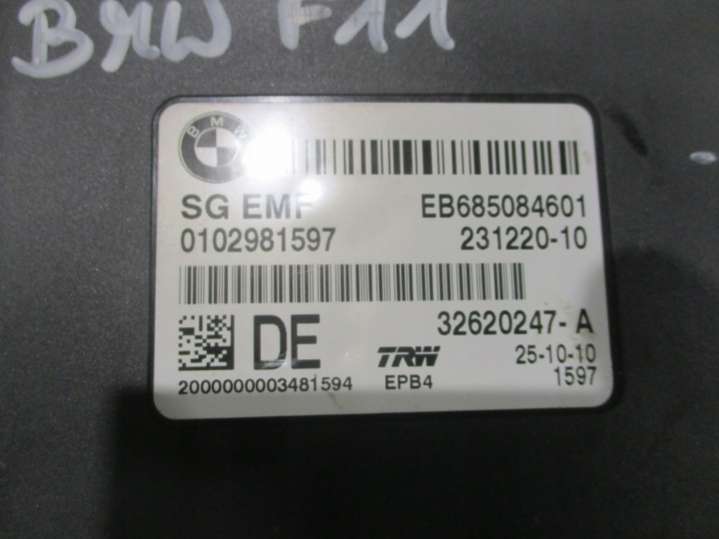 BMW F11
BMW
SG EMF EB685084601
0102981597 231220-10
32620247-A
DE TRW 25-10-10
2000000003481594 EPB4 1597